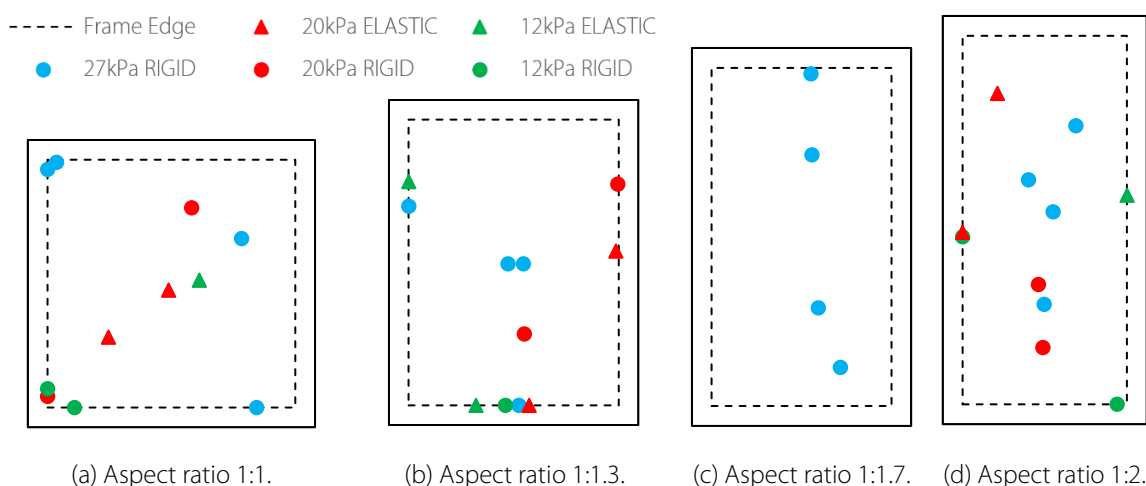 Frame Edge 20kPa ELASTIC 12kPa ELASTIC
27kPa RIGID 20kPa RIGID 12kPa RIGID
(a) Aspect ratio 1:1. (b) Aspect ratio 1:1.3. (c) Aspect ratio 1:1.7. (d) Aspect ratio 1:2.